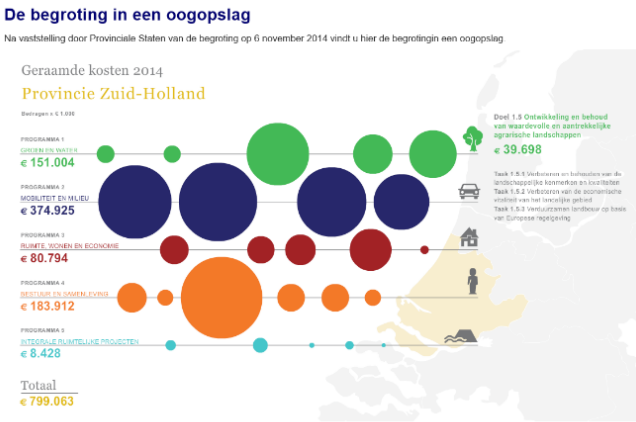 De begroting in een oogopslag
Na vaststelling door Provinciale Staten van de begroting op 6 november 2014 vindt u hier de begrotingin een oogopslag.
Geraamde kosten 2014
Provincie Zuid-Holland
Bedragen x € 1.000
PROGRAMMA 1
GROEN EN WATER
€ 151.004
PROGRAMMA 2
MOBILITEIT EN MILIEU
€ 374.925
PROGRAMMA 3
RUIMTE, WONEN EN ECONOMIE
€ 80.794
PROGRAMMA 4
BESTUUR EN SAMENLEVING
€ 183.912
PROGRAMMA 5
INTEGRALE RUIMTELIJKE PROJECTEN
€ 8.428
Totaal
€ 799.063
Doel 1.5 Ontwikkeling en behoud
van waardevolle en aantrekkelijke
agrarische landschappen
€ 39.698
Taak 1.5.1 Verbeteren en behouden van de
landschappelijke kenmerken en kwaliteiten
Taak 1.5.2 Verbeteren van de economische
vitaliteit van het landelijke gebied
Taak 1.5.3 Verduurzamen landbouw op basis
van Europese regelgeving